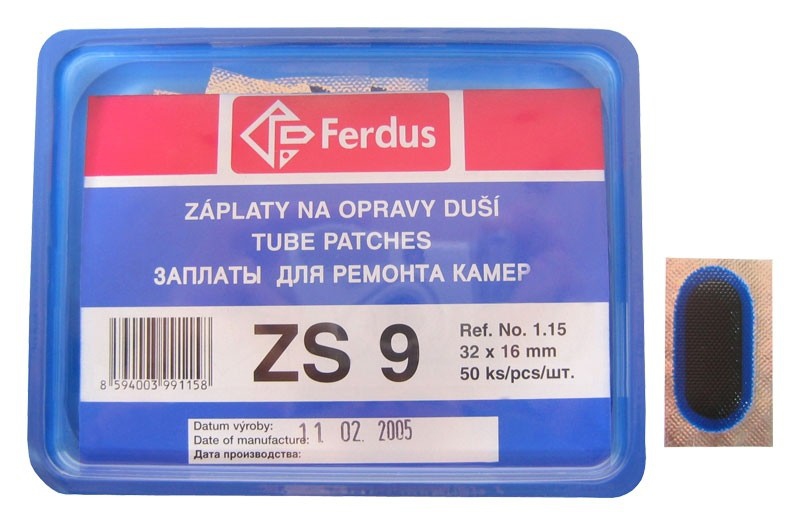 Ferdus
ZÁPLATY NA OPRAVY DUŠÍ
TUBE PATCHES
ЗАПЛАТЫ ДЛЯ РЕМОНТА КАМЕР
ZS 9
Ref. No. 1.15
32 x 16 mm
50 ks/pcs/шт.
8 594003 991158
Datum výroby:
Date of manufacture: 11 02. 2005
Дата производства: